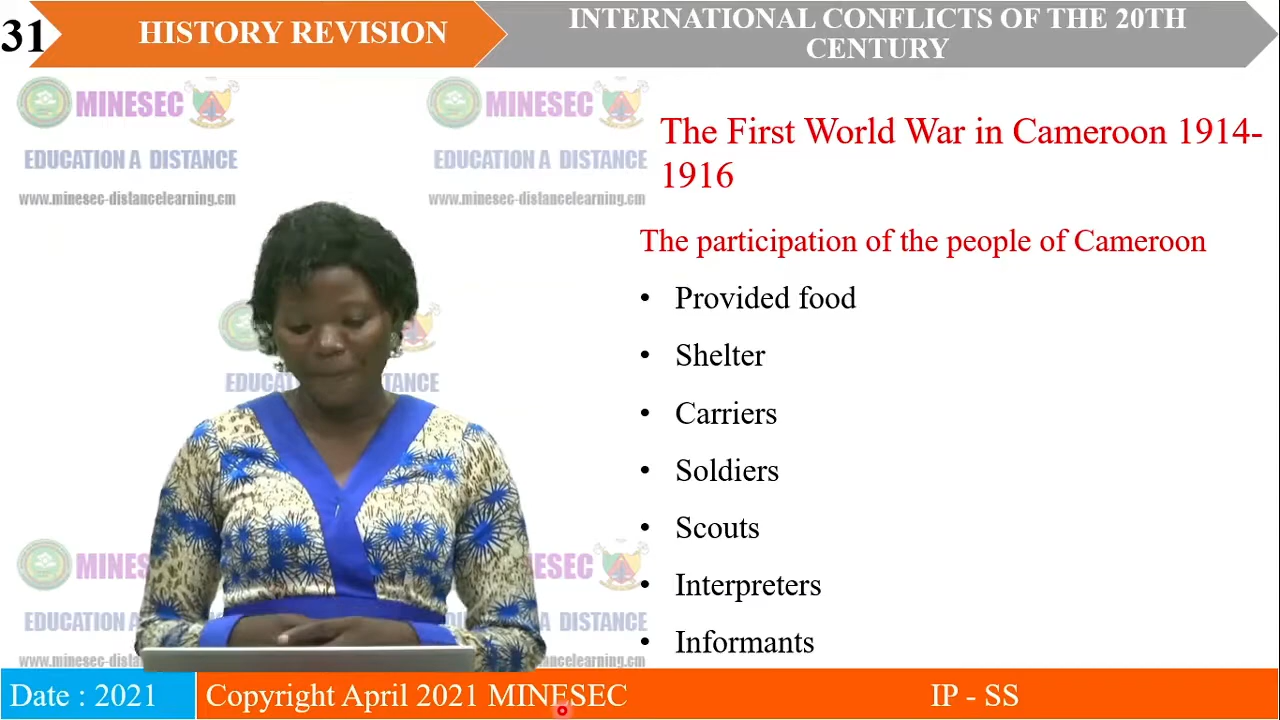 31
HISTORY REVISION
INTERNATIONAL CONFLICTS OF THE 20TH
CENTURY
MINESEC
EDUCATION A DISTANCE
www.minesec-distancelearning.cm
MINESEC
EDUCATION A DISTANCE
www.minesec-distancelearning.cm
The First World War in Cameroon 1914-
1916
The participation of the people of Cameroon
• Provided food
• Shelter
• Carriers
• Soldiers
• Scouts
• Interpreters
• Informants
Date : 2021
Copyright April 2021 MINESEC
IP - SS